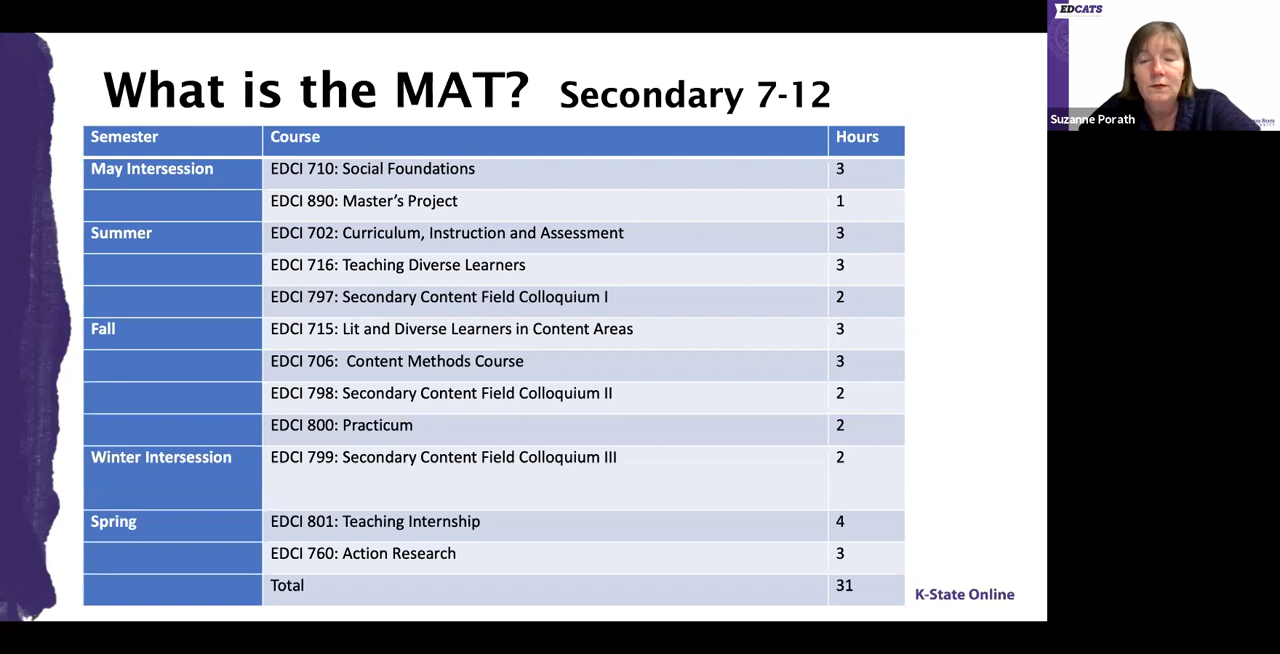 What is the MAT? Secondary 7-12
Semester Course Hours
May Intersession EDCI 710: Social Foundations 3
EDCI 890: Master's Project 1
Summer EDCI 702: Curriculum, Instruction and Assessment 3
EDCI 716: Teaching Diverse Learners 3
EDCI 797: Secondary Content Field Colloquium I 2
Fall EDCI 715: Lit and Diverse Learners in Content Areas 3
EDCI 706: Content Methods Course 3
EDCI 798: Secondary Content Field Colloquium II 2
EDCI 800: Practicum 2
Winter Intersession EDCI 799: Secondary Content Field Colloquium III 2
Spring EDCI 801: Teaching Internship 4
EDCI 760: Action Research 3
Total 31
K-State Online
EDCATS
Suzanne Porath